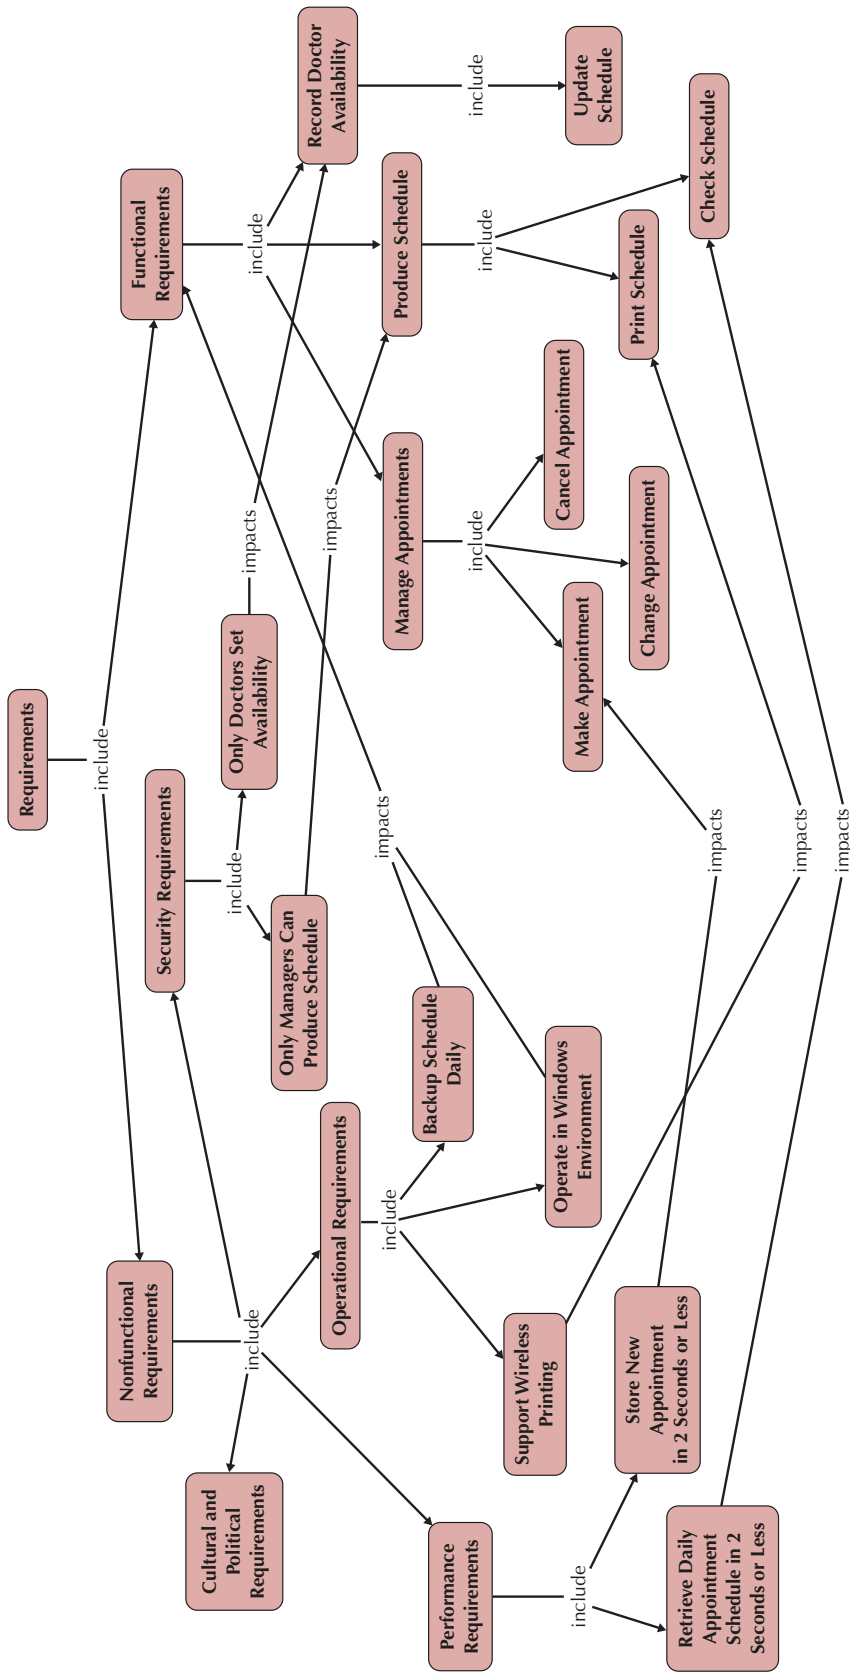 Requirements
include
Nonfunctional
Requirements
Functional
Requirements
include
Cultural and
Political
Requirements
Performance
Requirements
Operational Requirements
Security Requirements
include
Only Managers Can
Produce Schedule
Only Doctors Set
Availability
impacts
impacts
include
Support Wireless
Printing
Operate in Windows
Environment
Backup Schedule
Daily
impacts
include
Retrieve Daily
Appointment
Schedule in 2
Seconds or Less
Store New
Appointment
in 2 Seconds or Less
impacts
impacts
impacts
include
Manage Appointments
Produce Schedule
Record Doctor
Availability
include
Make Appointment
Change Appointment
Cancel Appointment
include
Print Schedule
Check Schedule
include
Update
Schedule